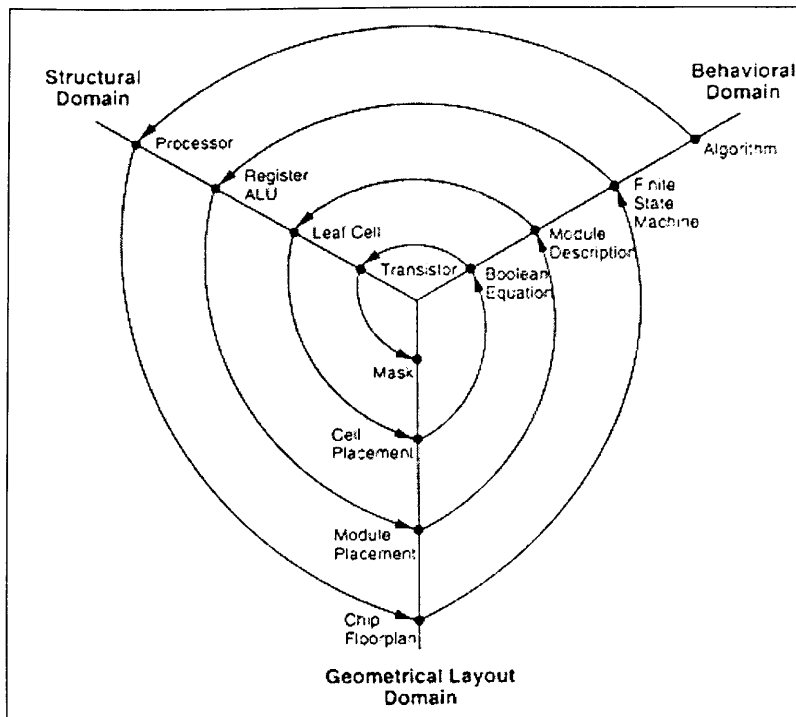 Structural
Domain
Behavioral
Domain
Processor
Algorithm
Register
ALU
Finite
State
Machine
Leaf Cell
Module
Description
Transistor
Boolean
Equation
Mask
Cell
Placement
Module
Placement
Chip
Floorplan
Geometrical Layout
Domain